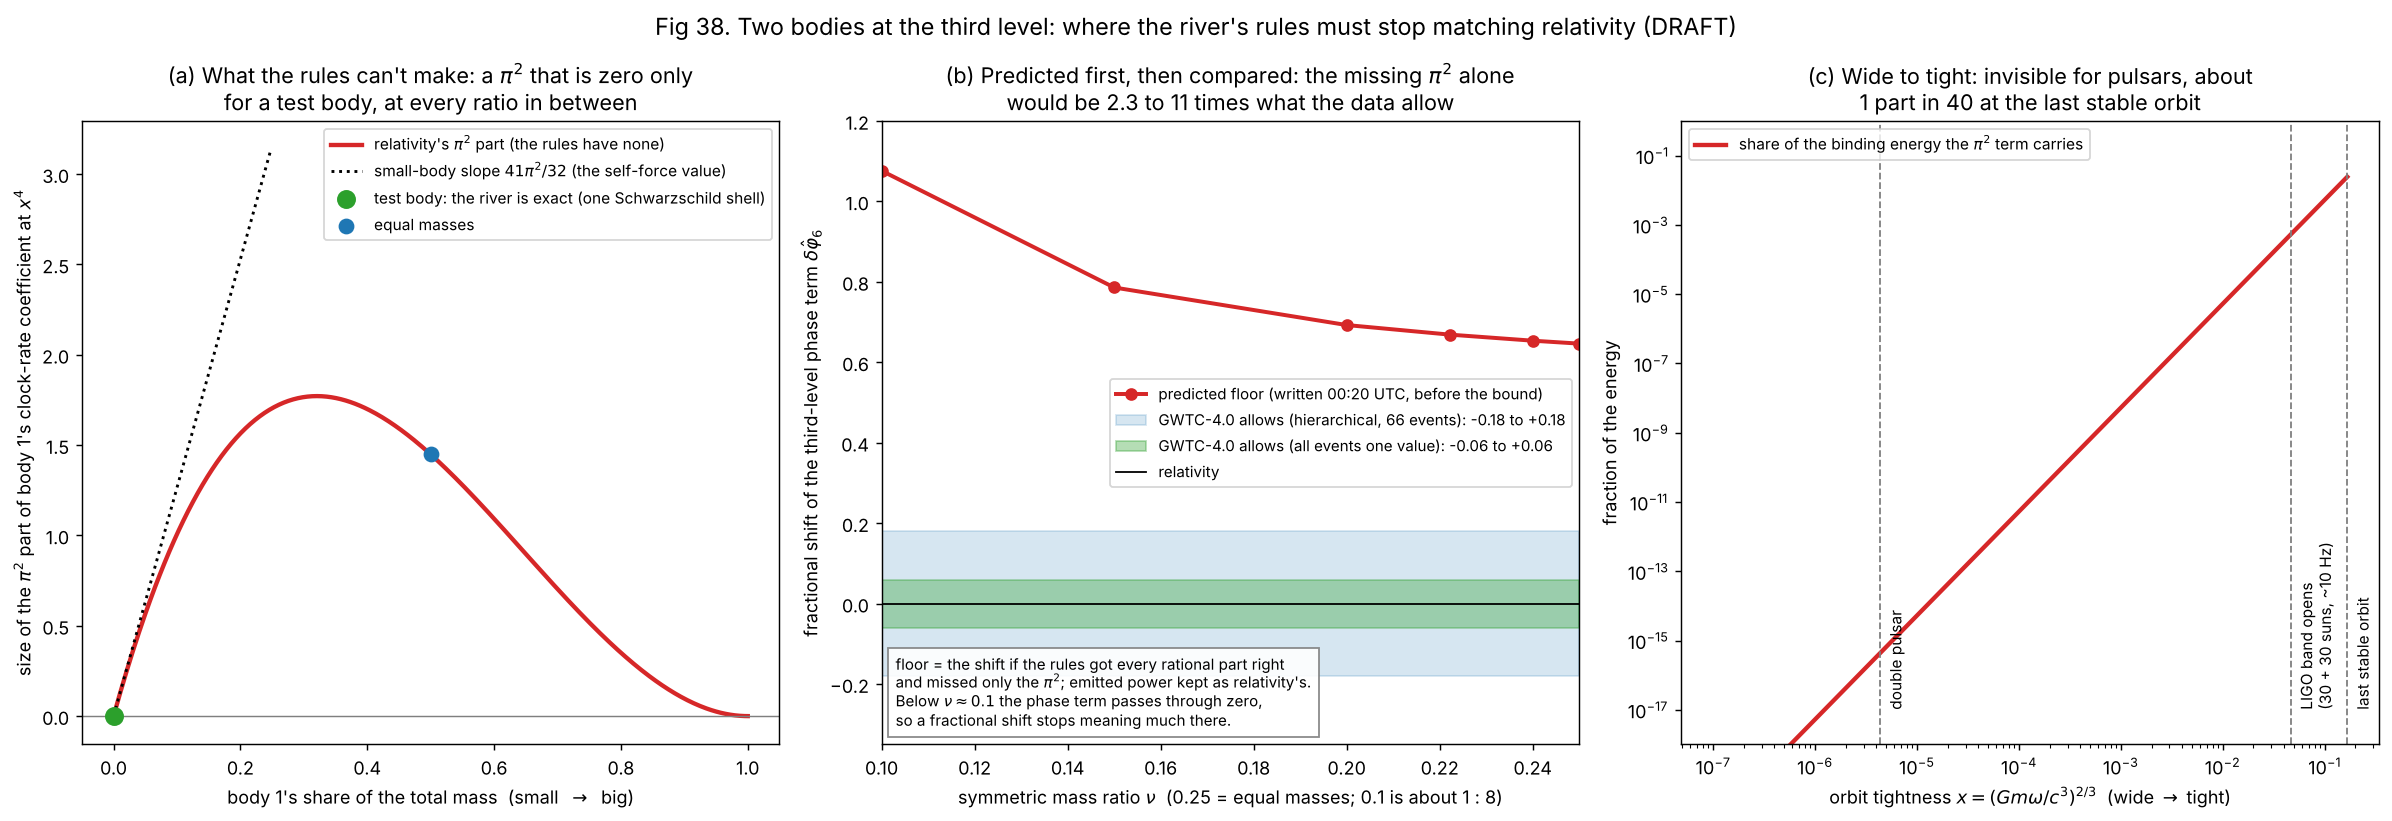 Fig 38. Two bodies at the third level: where the river's rules must stop matching relativity (DRAFT)
(a) What the rules can't make: a π² that is zero only
for a test body, at every ratio in between
size of the π² part of body 1's clock-rate coefficient at x⁴
3.0
2.5
2.0
1.5
1.0
0.5
0.0
relativity's π² part (the rules have none)
small-body slope 41π²/32 (the self-force value)
test body: the river is exact (one Schwarzschild shell)
equal masses
0.0 0.2 0.4 0.6 0.8 1.0
body 1's share of the total mass (small → big)
(b) Predicted first, then compared: the missing π² alone
would be 2.3 to 11 times what the data allow
fractional shift of the third-level phase term δφ̂₆
1.2
1.0
0.8
0.6
0.4
0.2
0.0
−0.2
predicted floor (written 00:20 UTC, before the bound)
GWTC-4.0 allows (hierarchical, 66 events): -0.18 to +0.18
GWTC-4.0 allows (all events one value): -0.06 to +0.06
relativity
floor = the shift if the rules got every rational part right
and missed only the π²; emitted power kept as relativity's.
Below ν ≈ 0.1 the phase term passes through zero,
so a fractional shift stops meaning much there.
0.10 0.12 0.14 0.16 0.18 0.20 0.22 0.24
symmetric mass ratio ν (0.25 = equal masses; 0.1 is about 1 : 8)
(c) Wide to tight: invisible for pulsars, about
1 part in 40 at the last stable orbit
fraction of the energy
10⁻¹
10⁻³
10⁻⁵
10⁻⁷
10⁻⁹
10⁻¹¹
10⁻¹³
10⁻¹⁵
10⁻¹⁷
share of the binding energy the π² term carries
double pulsar
LIGO band opens
(30 + 30 suns, ~10 Hz)
last stable orbit
10⁻⁷ 10⁻⁶ 10⁻⁵ 10⁻⁴ 10⁻³ 10⁻² 10⁻¹
orbit tightness x = (Gmω/c³)²ᐟ³ (wide → tight)